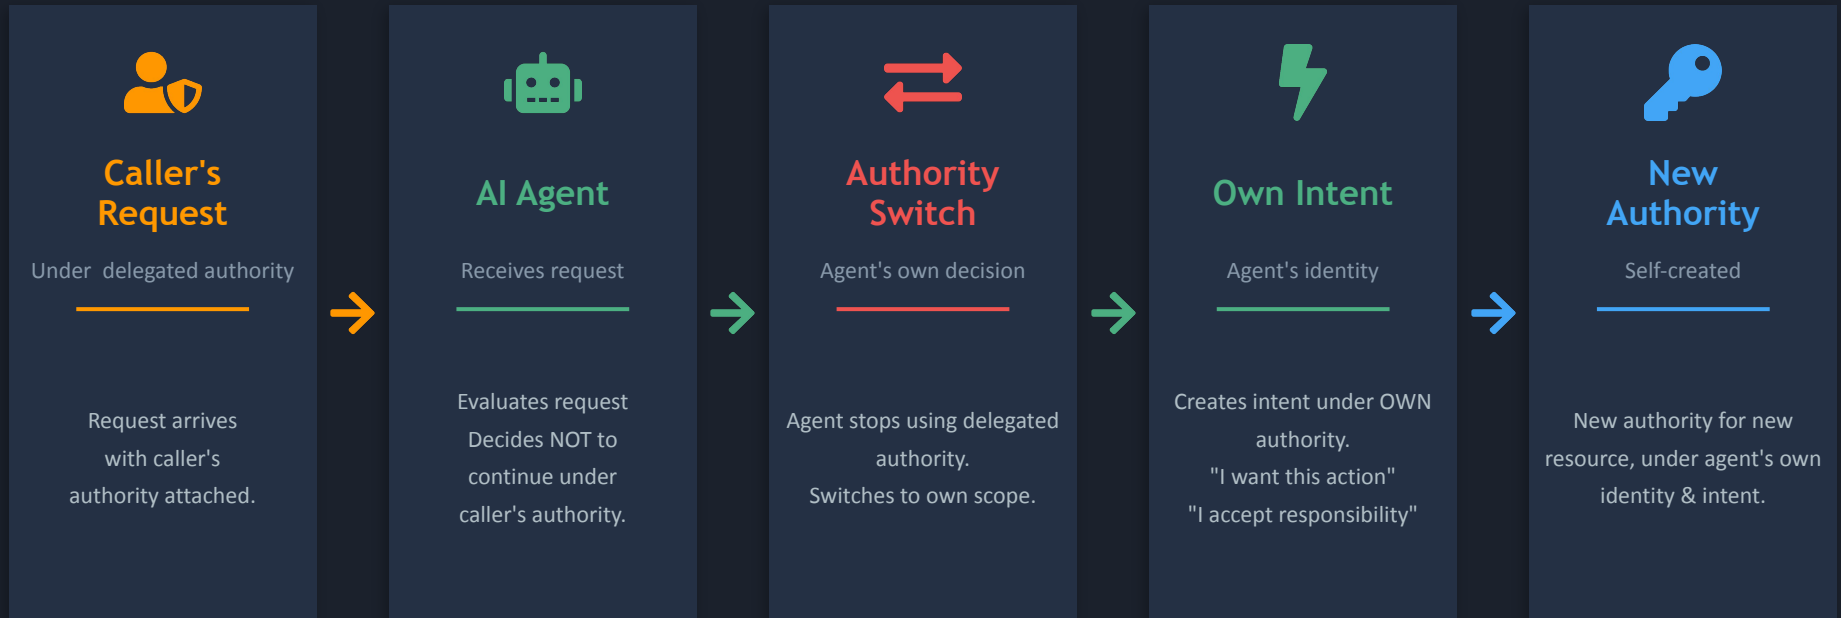 Caller's
Request
Under  delegated authority
Request arrives
with caller's
authority attached.
AI Agent
Receives request
Evaluates request
Decides NOT to
continue under
caller's authority.
Authority
Switch
Agent's own decision
Agent stops using delegated
authority.
Switches to own scope.
Own Intent
Agent's identity
Creates intent under OWN
authority.
"I want this action"
"I accept responsibility"
New
Authority
Self-created
New authority for new
resource, under agent's own
identity & intent.